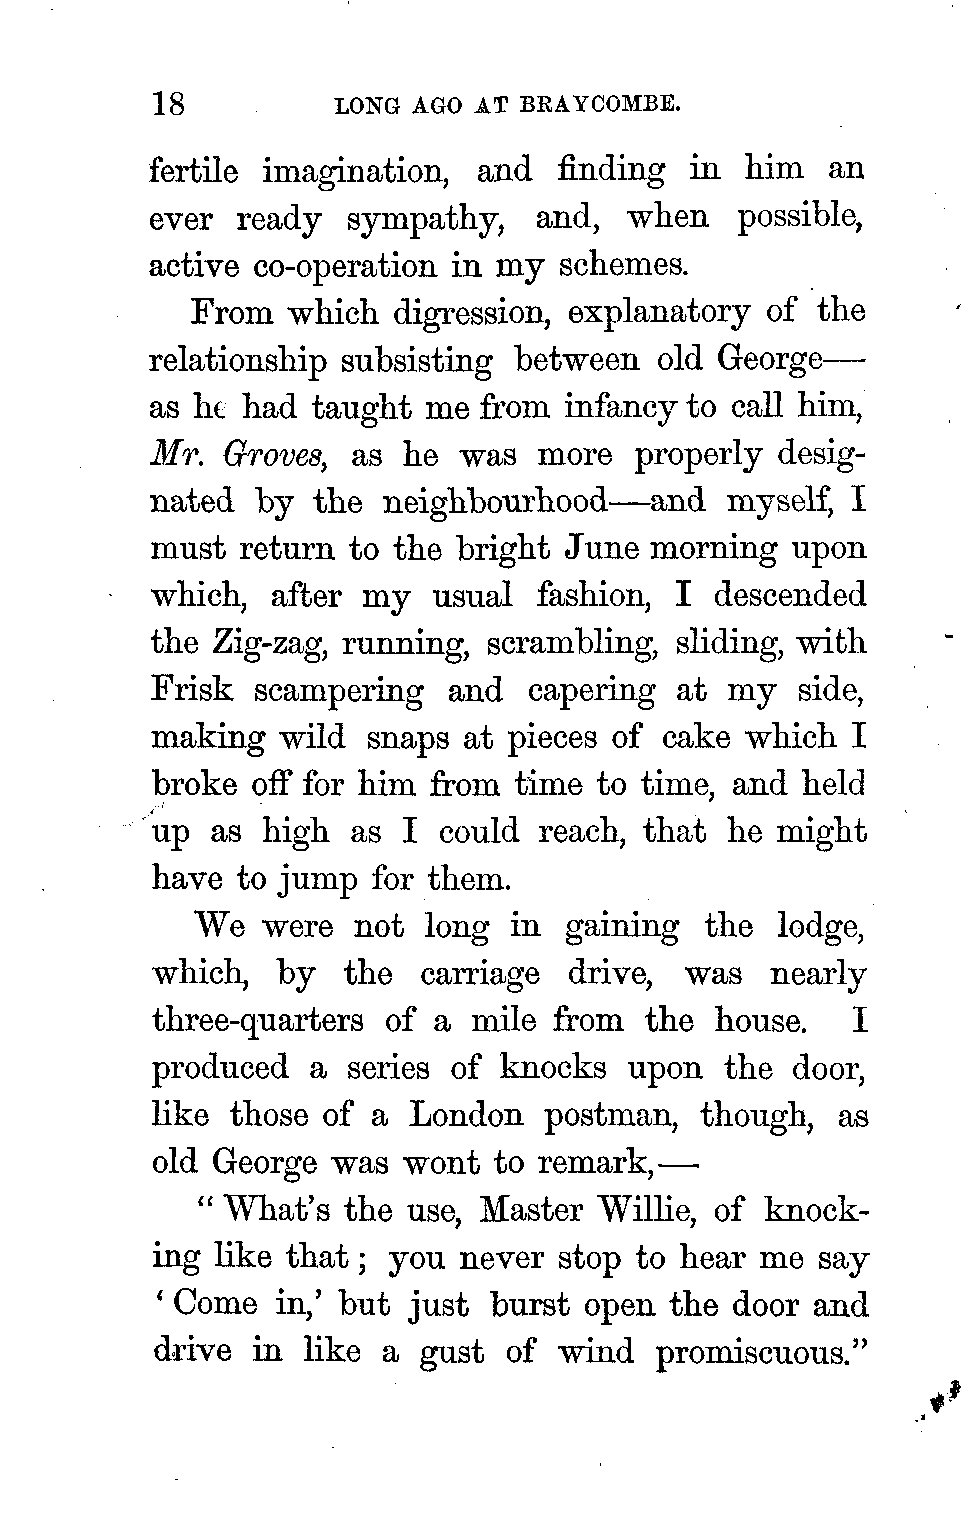 18 LONG AGO AT BRAYCOMBE.
fertile imagination, and finding in him an
ever ready sympathy, and, when possible,
active co-operation in my schemes.
From which digression, explanatory of the
relationship subsisting between old George—
as he had taught me from infancy to call him,
Mr. Groves, as he was more properly desig-
nated by the neighbourhood—and myself, I
must return to the bright June morning upon
which, after my usual fashion, I descended
the Zig-zag, running, scrambling, sliding, with
Frisk scampering and capering at my side,
making wild snaps at pieces of cake which I
broke off for him from time to time, and held
up as high as I could reach, that he might
have to jump for them.
We were not long in gaining the lodge,
which, by the carriage drive, was nearly
three-quarters of a mile from the house. I
produced a series of knocks upon the door,
like those of a London postman, though, as
old George was wont to remark,—
“What’s the use, Master Willie, of knock-
ing like that; you never stop to hear me say
‘Come in,’ but just burst open the door and
drive in like a gust of wind promiscuous.”